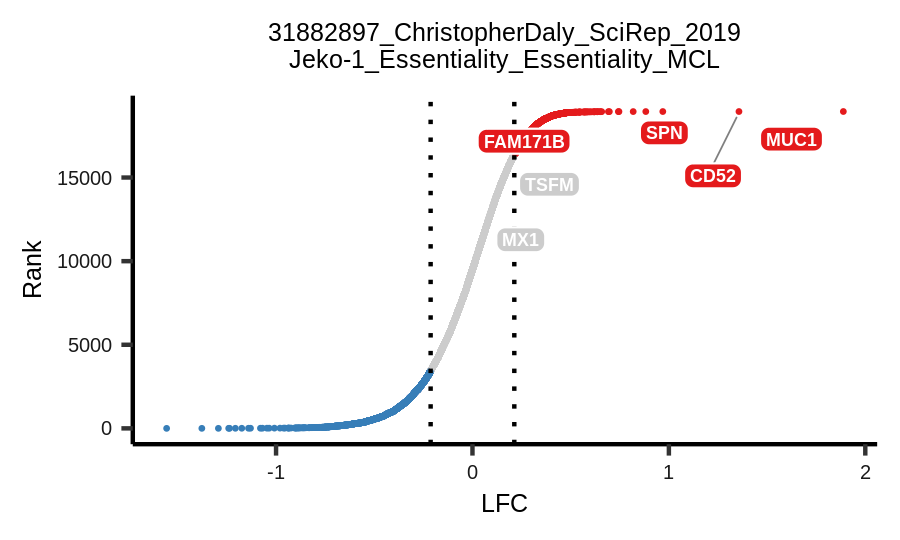 31882897_ChristopherDaly_SciRep_2019
Jeko-1_Essentiality_Essentiality_MCL
SPN
FAM171B
MUC1
CD52
TSFM
MX1
15000
10000
5000
0
Rank
-1
0
1
2
LFC